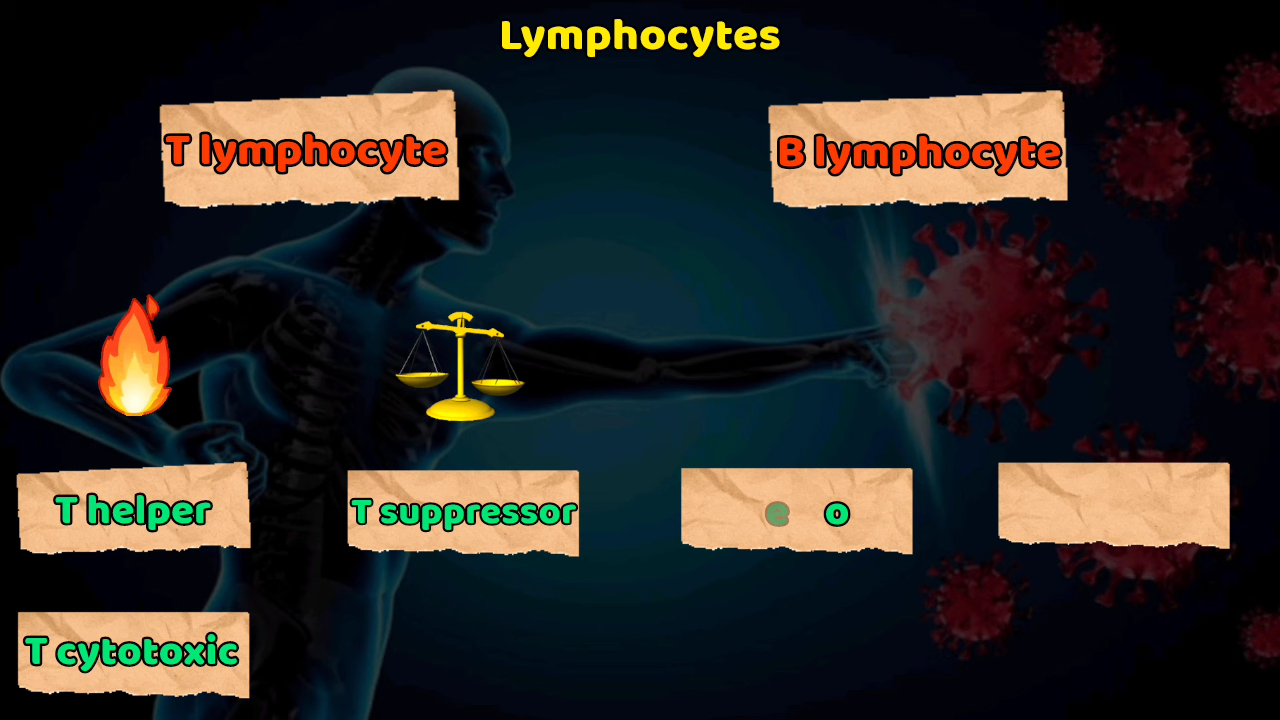 Lymphocytes
T lymphocyte
B lymphocyte
T helper
T suppressor
e o
T cytotoxic